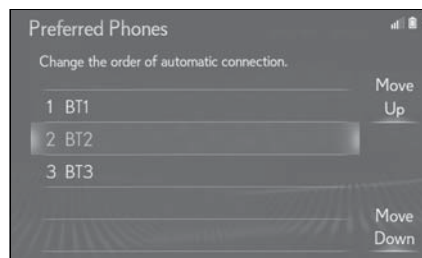 Preferred Phones
Change the order of automatic connection.
Move
Up
1 BT1
2 BT2
3 BT3
Move
Down